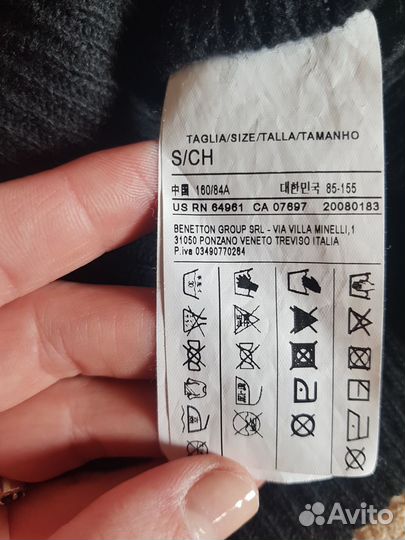 TAGLIA/SIZE/TALLA/TAMANHO
S/CH
中国 160/84A 대한민국 85-155
US RN 64961 CA 07697 20080183
BENETTON GROUP SRL - VIA VILLA MINELLI,1
31050 PONZANO VENETO TREVISO ITALIA
P.iva 03490770264
Avito